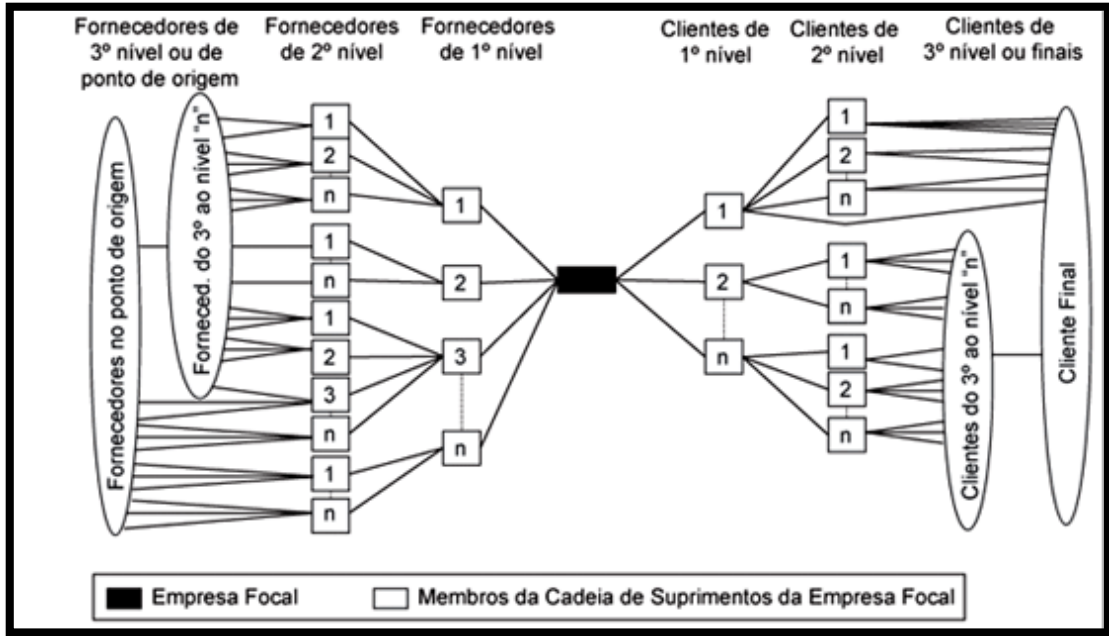 Fornecedores de
3º nível ou de
ponto de origem
Fornecedores
de 2º nível
Fornecedores
de 1º nível
Clientes de
1º nível
Clientes de
2º nível
Clientes de
3º nível ou finais
Fornecedores no ponto de origem
Forneced. do 3º ao nível "n"
1
2
n
1
n
1
2
3
n
1
n
1
2
3
n
1
2
n
1
2
n
1
n
1
2
n
Clientes do 3º ao nível "n"
Cliente Final
Empresa Focal
Membros da Cadeia de Suprimentos da Empresa Focal